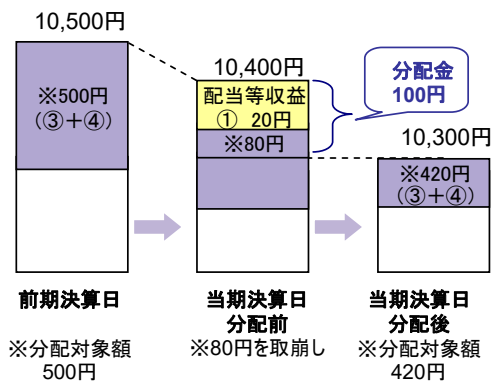 10,500円
※500円
(③+④)
前期決算日
※分配対象額
500円
10,400円
配当等収益
① 20円
※80円
当期決算日
分配前
※80円を取崩し
分配金
100円
10,300円
※420円
(③+④)
当期決算日
分配後
※分配対象額
420円